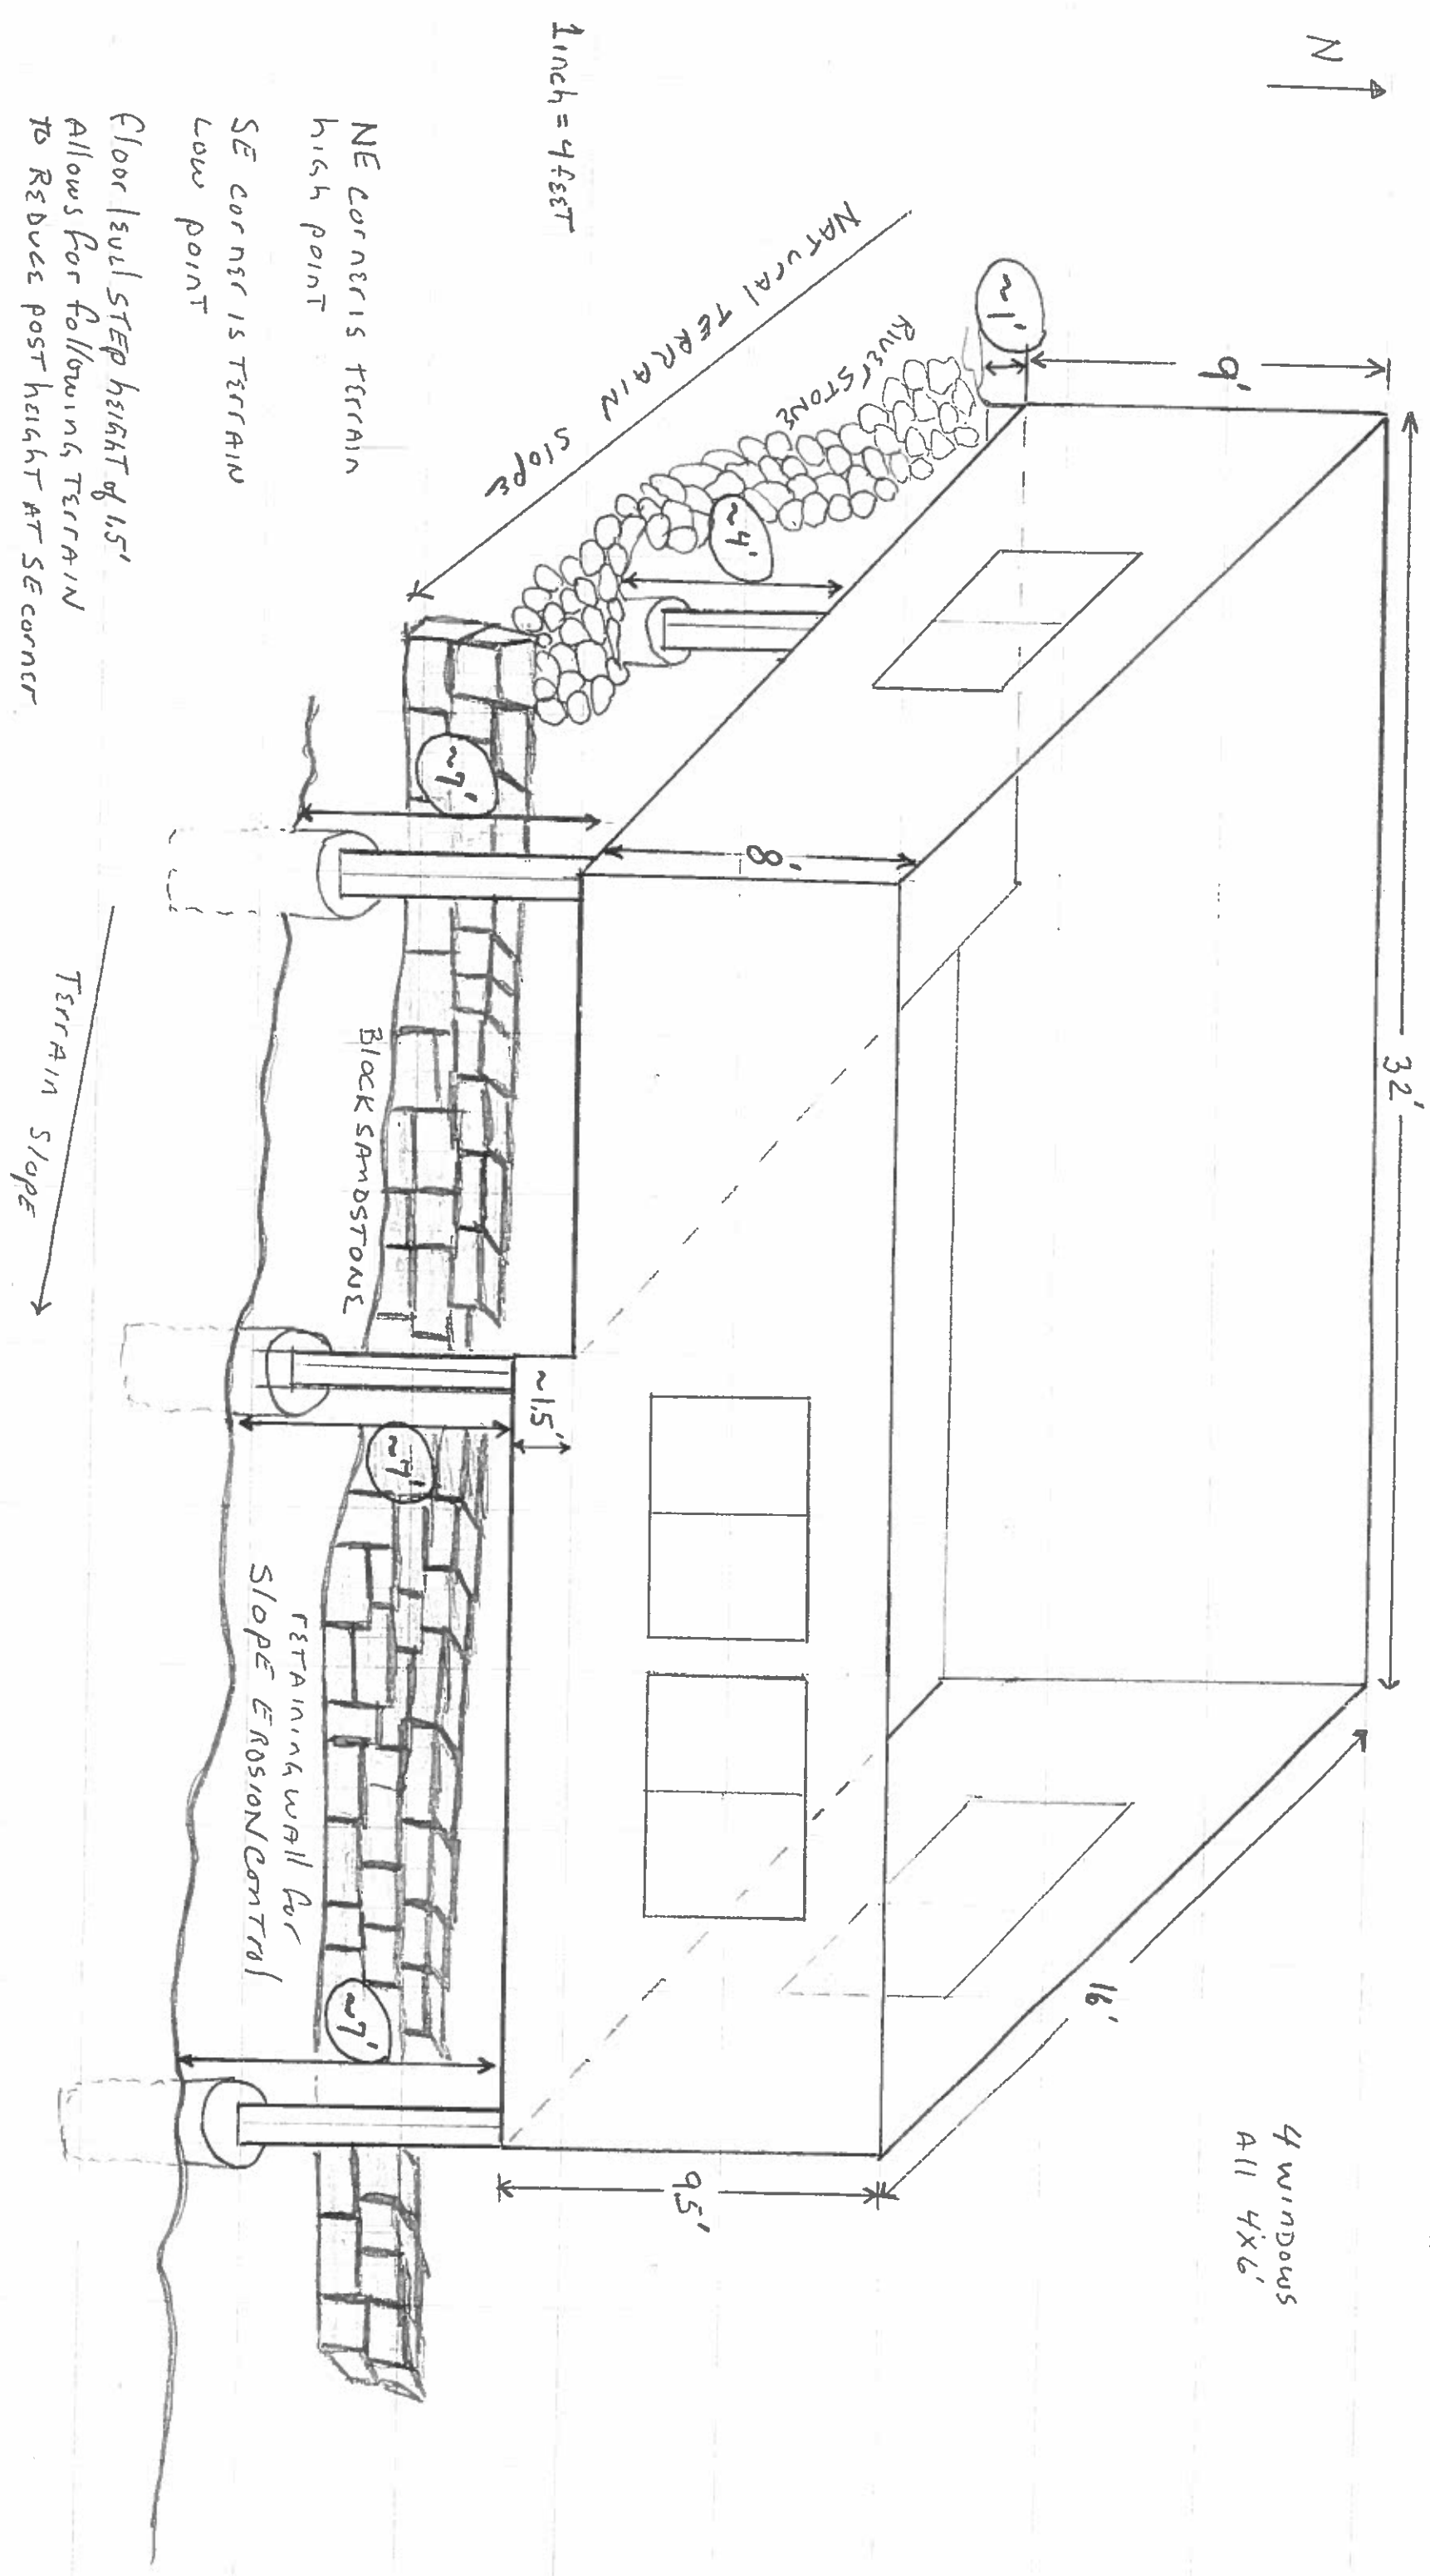 N
9'
~1'
32'
16'
4 WINDOWS
All 4x6'
1 inch = 4 FEET
NATURAL TERRAIN SLOPE
RIVER STONE
~4'
8'
NE Corner is TERRAIN
high point
SE corner is TERRAIN
Low point
floor level STEP height of 1.5'
Allows for following TERRAIN
to REDUCE post height AT SE corner
~7'
~1.5'
~7'
~7'
9.5'
BLOCK SANDSTONE
RETAINING WALL for
SLOPE EROSION CONTROL
TERRAIN SLOPE